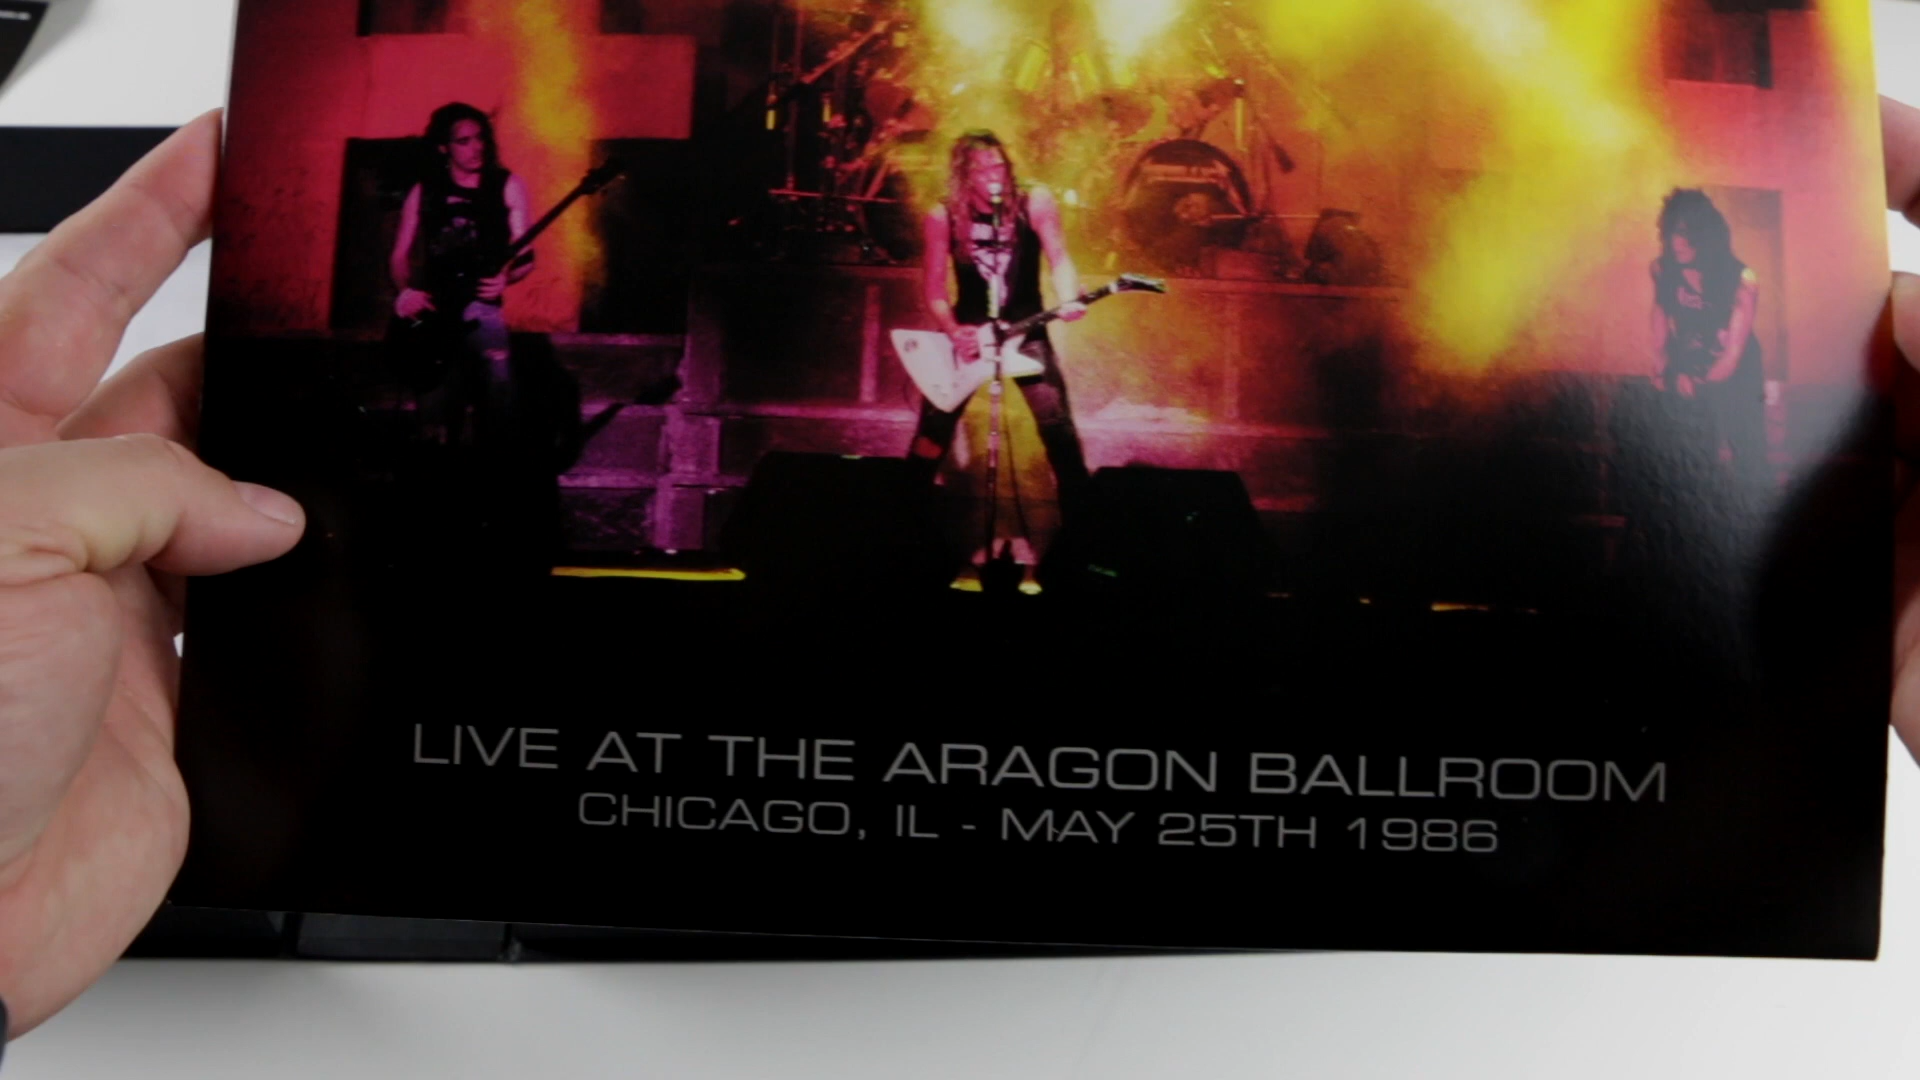 LIVE AT THE ARAGON BALLROOM
CHICAGO, IL - MAY 25TH 1986